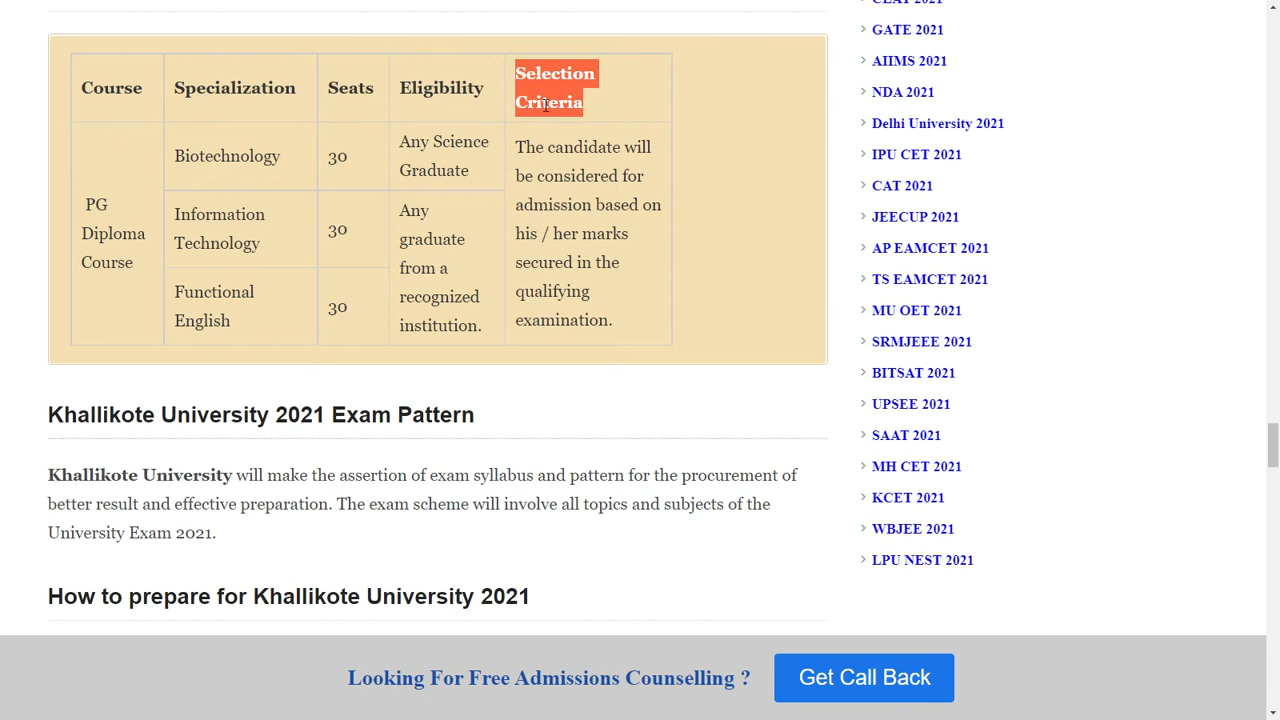 Course
Specialization
Seats
Eligibility
Selection
Criteria
PG
Diploma
Course
Biotechnology
30
Any Science
Graduate
The candidate will
be considered for
admission based on
his / her marks
secured in the
qualifying
examination.
Information
Technology
30
Any
graduate
from a
recognized
institution.
Functional
English
30
Khallikote University 2021 Exam Pattern
Khallikote University will make the assertion of exam syllabus and pattern for the procurement of
better result and effective preparation. The exam scheme will involve all topics and subjects of the
University Exam 2021.
How to prepare for Khallikote University 2021
GATE 2021
AIIMS 2021
NDA 2021
Delhi University 2021
IPU CET 2021
CAT 2021
JEECUP 2021
AP EAMCET 2021
TS EAMCET 2021
MU OET 2021
SRMJEEE 2021
BITSAT 2021
UPSEE 2021
SAAT 2021
MH CET 2021
KCET 2021
WBJEE 2021
LPU NEST 2021
Looking For Free Admissions Counselling ?
Get Call Back